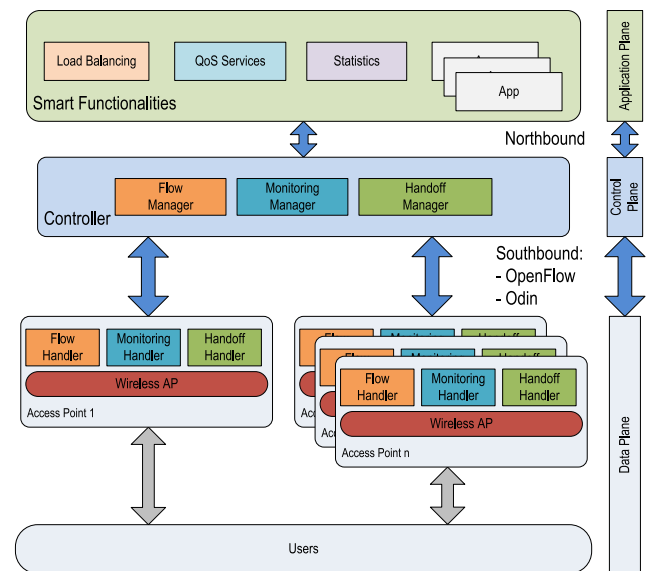 Load Balancing
QoS Services
Statistics
App
Smart Functionalities
Application Plane
Northbound
Flow
Manager
Monitoring
Manager
Handoff
Manager
Controller
Control
Plane
Southbound:
- OpenFlow
- Odin
Flow
Handler
Monitoring
Handler
Handoff
Handler
Wireless AP
Access Point 1
Flow
Handler
Monitoring
Handler
Handoff
Handler
Wireless AP
Access Point n
Data Plane
Users